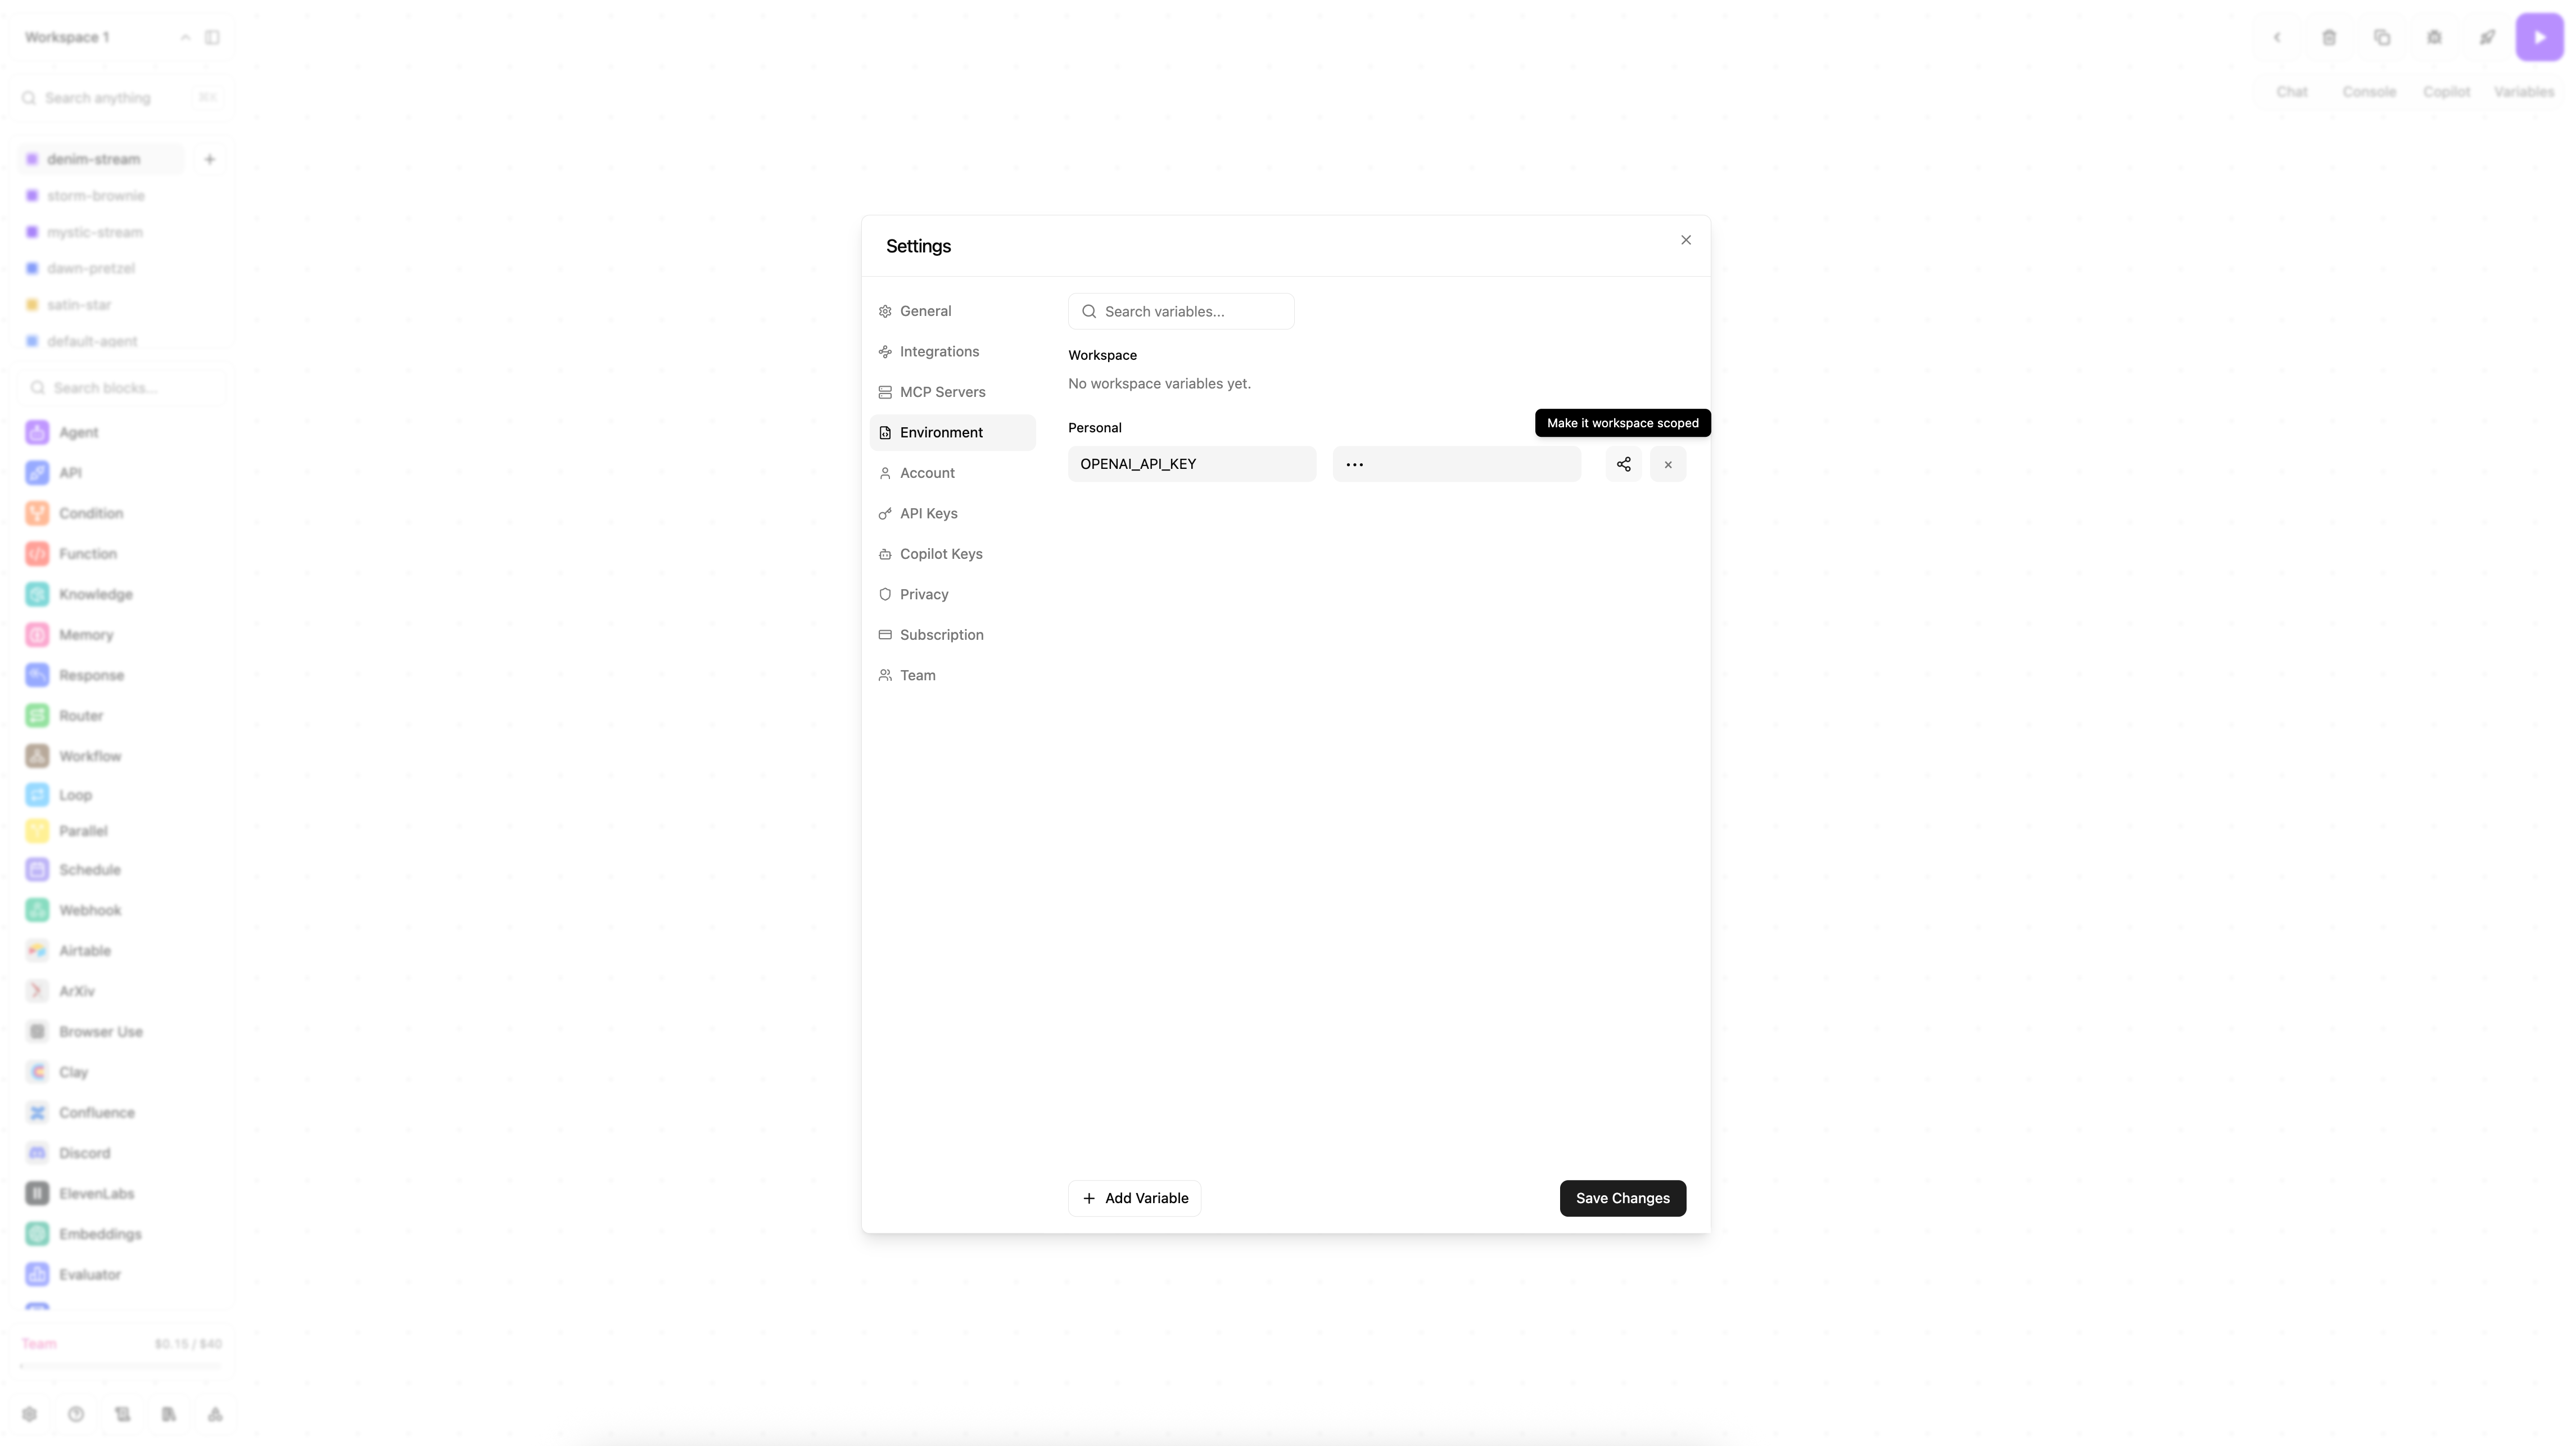 Workspace 1
Search anything
⌘K
denim-stream
storm-brownie
mystic-stream
dawn-pretzel
satin-star
default-agent
Search blocks...
Agent
API
Condition
Function
Knowledge
Memory
Response
Router
Workflow
Loop
Parallel
Schedule
Webhook
Airtable
ArXiv
Browser Use
Clay
Confluence
Discord
ElevenLabs
Embeddings
Evaluator
Team
$0.15 / $40
Settings
General
Integrations
MCP Servers
Environment
Account
API Keys
Copilot Keys
Privacy
Subscription
Team
Search variables...
Workspace
No workspace variables yet.
Personal
Make it workspace scoped
OPENAI_API_KEY
•••
Add Variable
Save Changes
Chat
Console
Copilot
Variables